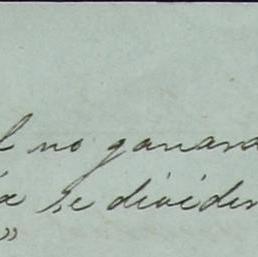 l no ganara
a se dividen
"